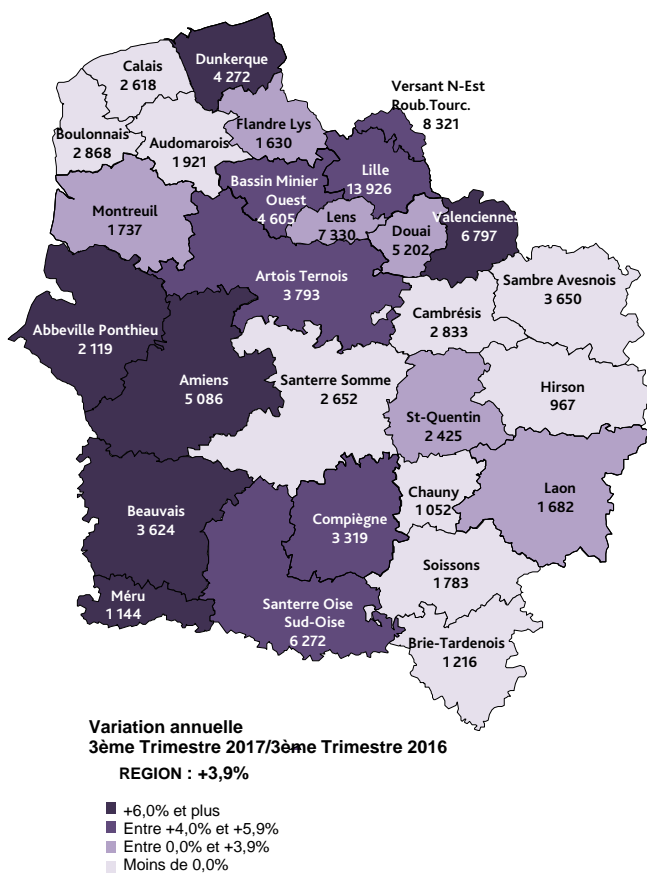 Dunkerque
4 272
Calais
2 618
Versant N-Est
Roub.Tourc.
8 321
Flandre Lys
1 630
Boulonnais
2 868
Audomarois
1 921
Lille
13 926
Bassin Minier
Ouest
4 605
Montreuil
1 737
Lens
7 330
Douai
5 202
Valenciennes
6 797
Artois Ternois
3 793
Sambre Avesnois
3 650
Cambrésis
2 833
Abbeville Ponthieu
2 119
Amiens
5 086
Santerre Somme
2 652
Hirson
967
St-Quentin
2 425
Chauny
1 052
Laon
1 682
Beauvais
3 624
Compiègne
3 319
Soissons
1 783
Méru
1 144
Santerre Oise
Sud-Oise
6 272
Brie-Tardenois
1 216
Variation annuelle
3ème Trimestre 2017/3ème Trimestre 2016
REGION : +3,9%
+6,0% et plus
Entre +4,0% et +5,9%
Entre 0,0% et +3,9%
Moins de 0,0%